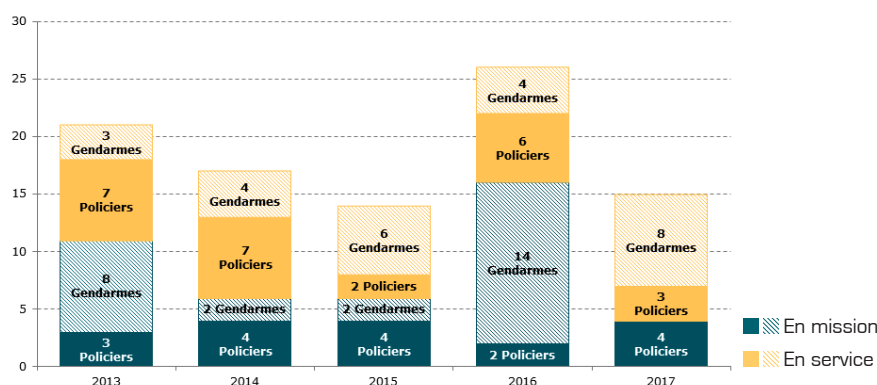 30
25
20
15
10
5
0
3
Gendarmes
7
Policiers
8
Gendarmes
3
Policiers
4
Gendarmes
7
Policiers
2 Gendarmes
4
Policiers
6
Gendarmes
2 Policiers
2 Gendarmes
4
Policiers
4
Gendarmes
6
Policiers
14
Gendarmes
2 Policiers
8
Gendarmes
3
Policiers
4
Policiers
2013
2014
2015
2016
2017
En mission
En service